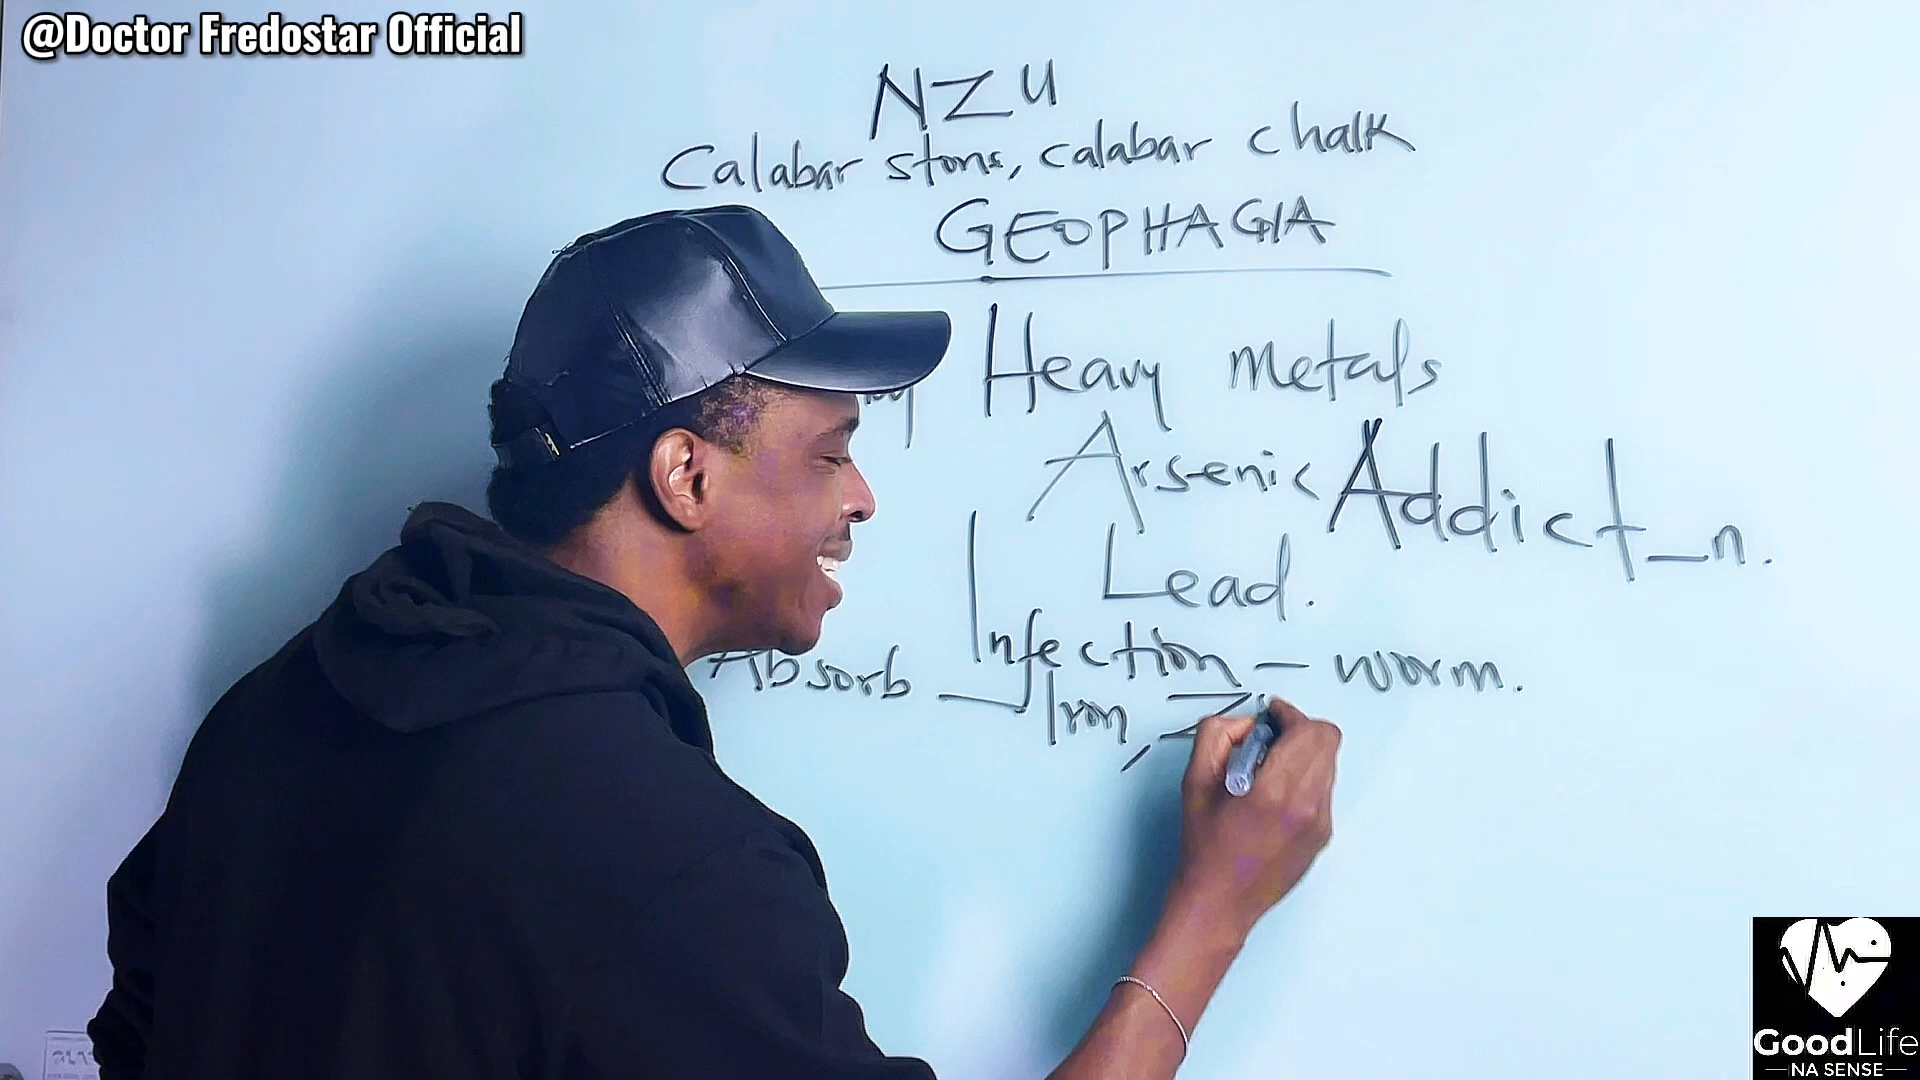 @Doctor Fredostar Official
NZU
Calabar stone, calabar chalk
GEOPHAGIA
Heavy metals
Arsenic
Addict_n.
Lead.
Infection - worm.
Absorb
Iron, Z
GoodLife
NA SENSE